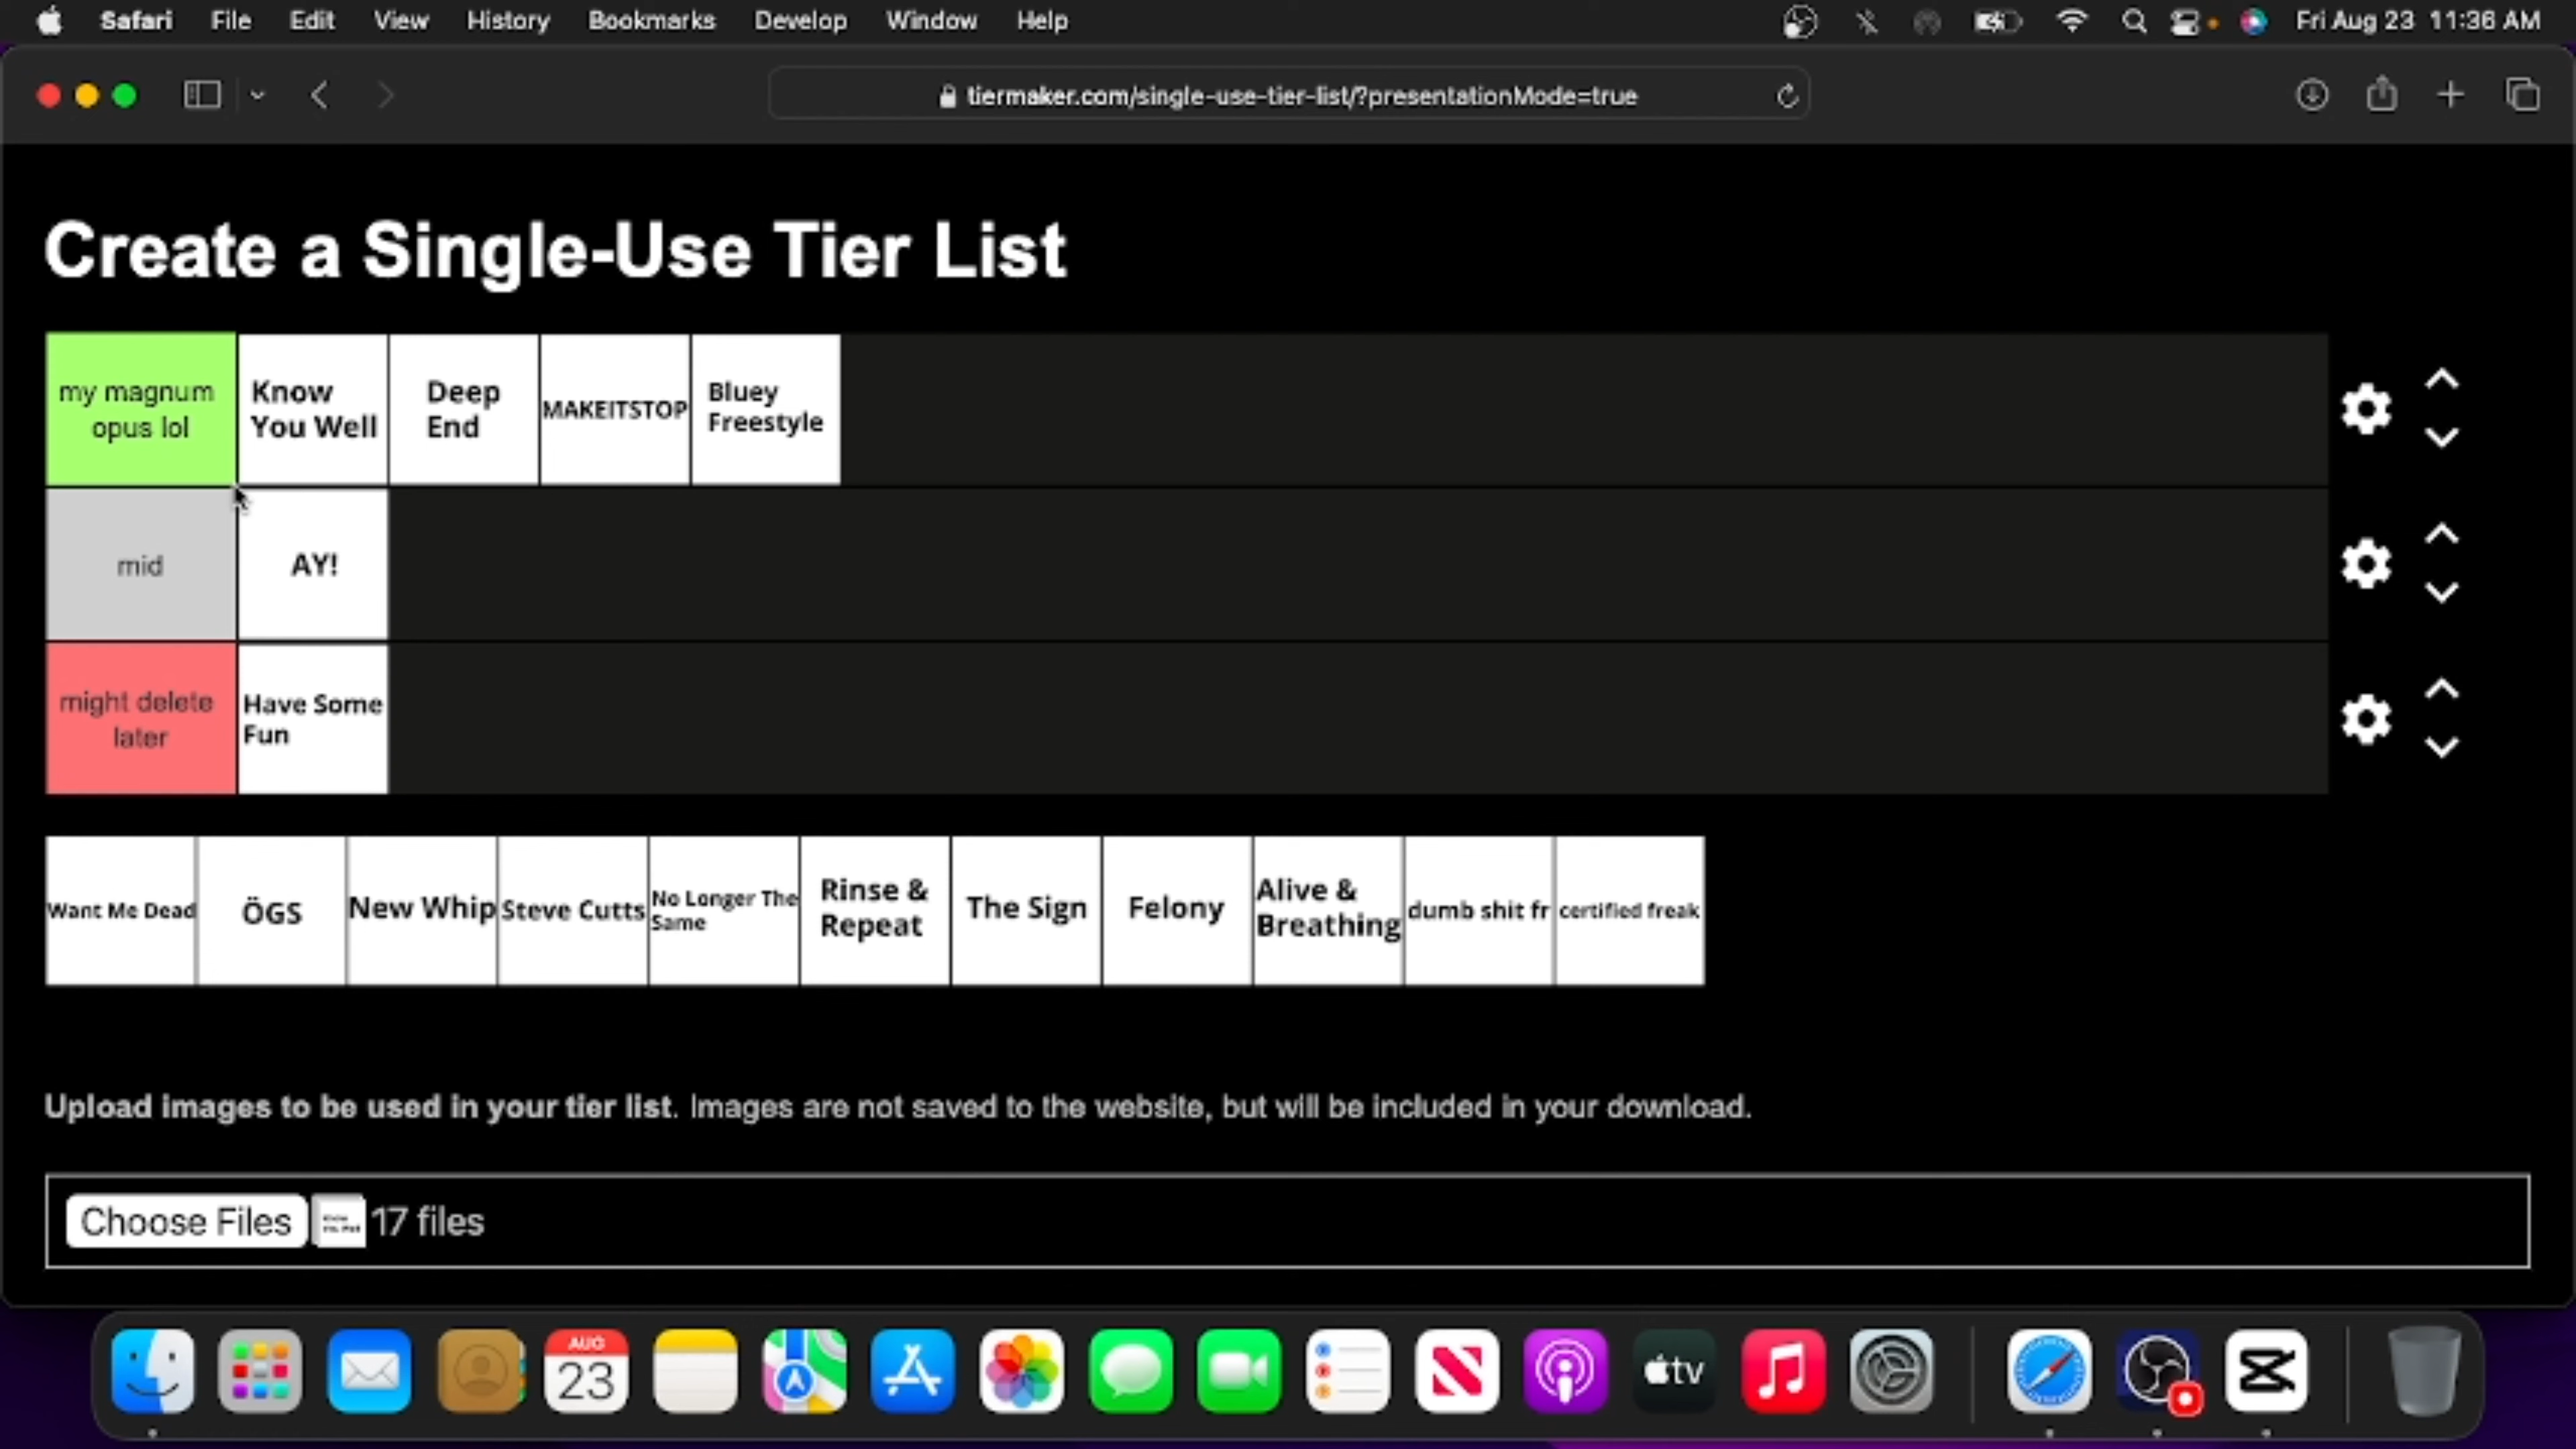 Safari File Edit View History Bookmarks Develop Window Help Fri Aug 23 11:36 AM
tiermaker.com/single-use-tier-list/?presentationMode=true
Create a Single-Use Tier List
my magnum
opus lol
Know
You Well
Deep
End
MAKEITSTOP
Bluey
Freestyle
mid
AY!
might delete
later
Have Some
Fun
Want Me Dead
ÖGS
New Whip
Steve Cutts
No Longer The
Same
Rinse &
Repeat
The Sign
Felony
Alive &
Breathing
dumb shit fr
certified freak
Upload images to be used in your tier list. Images are not saved to the website, but will be included in your download.
Choose Files 17 files
AUG
23
tv